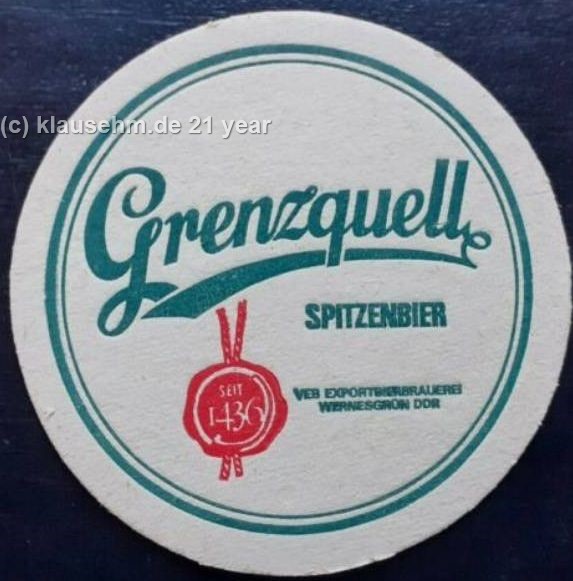 (c) klausehm.de 21 year
Grenzquell
SPITZENBIER
SEIT
1436
VEB EXPORTBIERBRAUEREI
WERNESGRÜN DDR